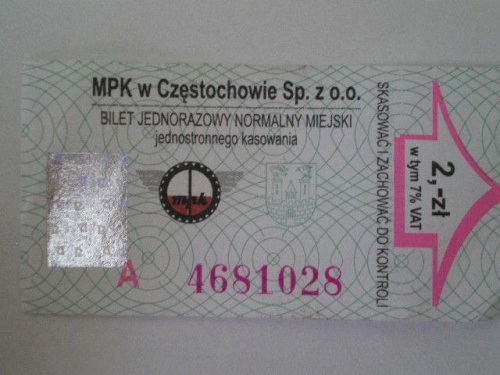 MPK w Częstochowie Sp. z o.o.
BILET JEDNORAZOWY NORMALNY MIEJSKI
jednostronnego kasowania
mpk
A 4681028
SKASOWAĆ I ZACHOWAĆ DO KONTROLI
2,-zł
w tym 7% VAT